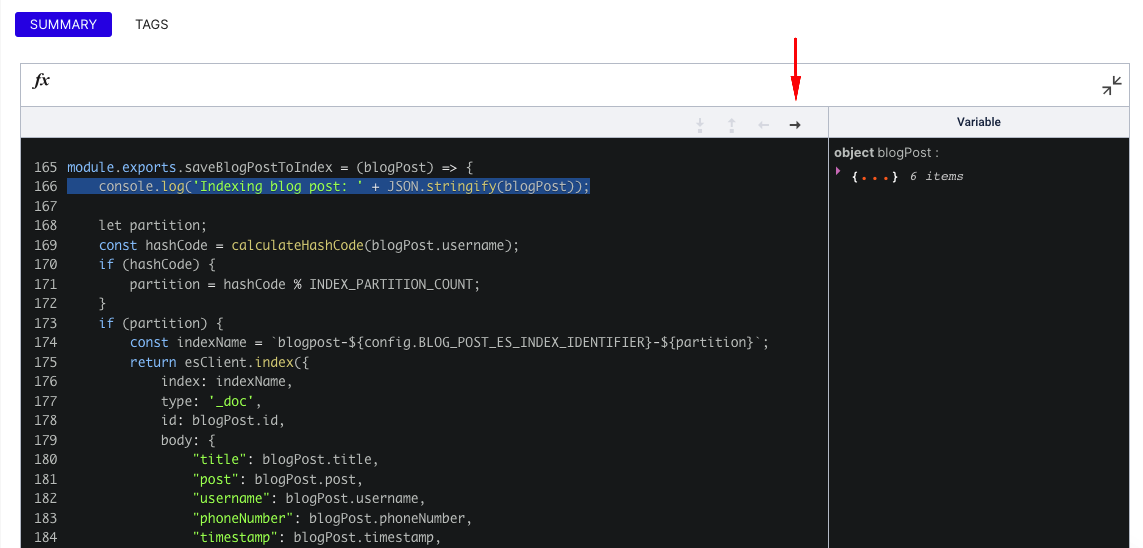 SUMMARY TAGS
fx
Variable
165 module.exports.saveBlogPostToIndex = (blogPost) => {
166     console.log('Indexing blog post: ' + JSON.stringify(blogPost));
167
168     let partition;
169     const hashCode = calculateHashCode(blogPost.username);
170     if (hashCode) {
171         partition = hashCode % INDEX_PARTITION_COUNT;
172     }
173     if (partition) {
174         const indexName = `blogpost-${config.BLOG_POST_ES_INDEX_IDENTIFIER}-${partition}`;
175         return esClient.index({
176             index: indexName,
177             type: '_doc',
178             id: blogPost.id,
179             body: {
180                 "title": blogPost.title,
181                 "post": blogPost.post,
182                 "username": blogPost.username,
183                 "phoneNumber": blogPost.phoneNumber,
184                 "timestamp": blogPost.timestamp,
object blogPost :
{...} 6 items